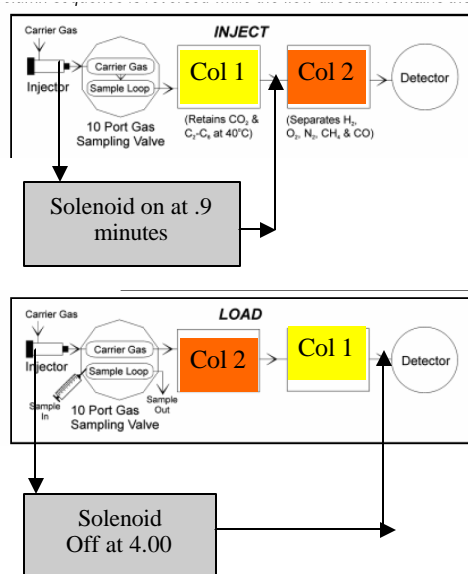 INJECT
Carrier Gas
Injector
Carrier Gas
Sample Loop
10 Port Gas
Sampling Valve
Col 1
(Retains CO₂ &
at 40°C)
Col 2
(Separates H₂,
O₂, N₂, CH₄ & CO)
Detector
Solenoid on at .9
minutes
LOAD
Carrier Gas
Injector
Carrier Gas
Sample Loop
Sample
In
Sample
Out
10 Port Gas
Sampling Valve
Col 2
Col 1
Detector
Solenoid
Off at 4.00